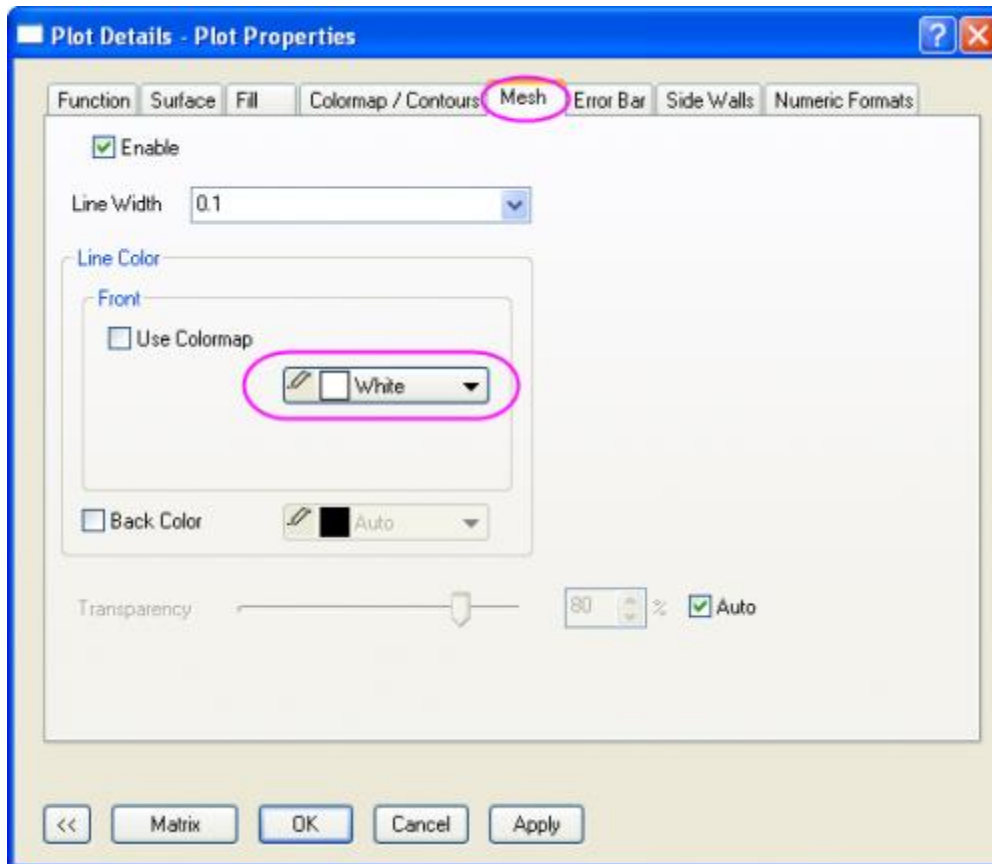 Plot Details - Plot Properties
Function Surface Fill Colormap / Contours Mesh Error Bar Side Walls Numeric Formats
Enable
Line Width 0.1
Line Color
Front
Use Colormap
White
Back Color Auto
Transparency 80 % Auto
<< Matrix OK Cancel Apply